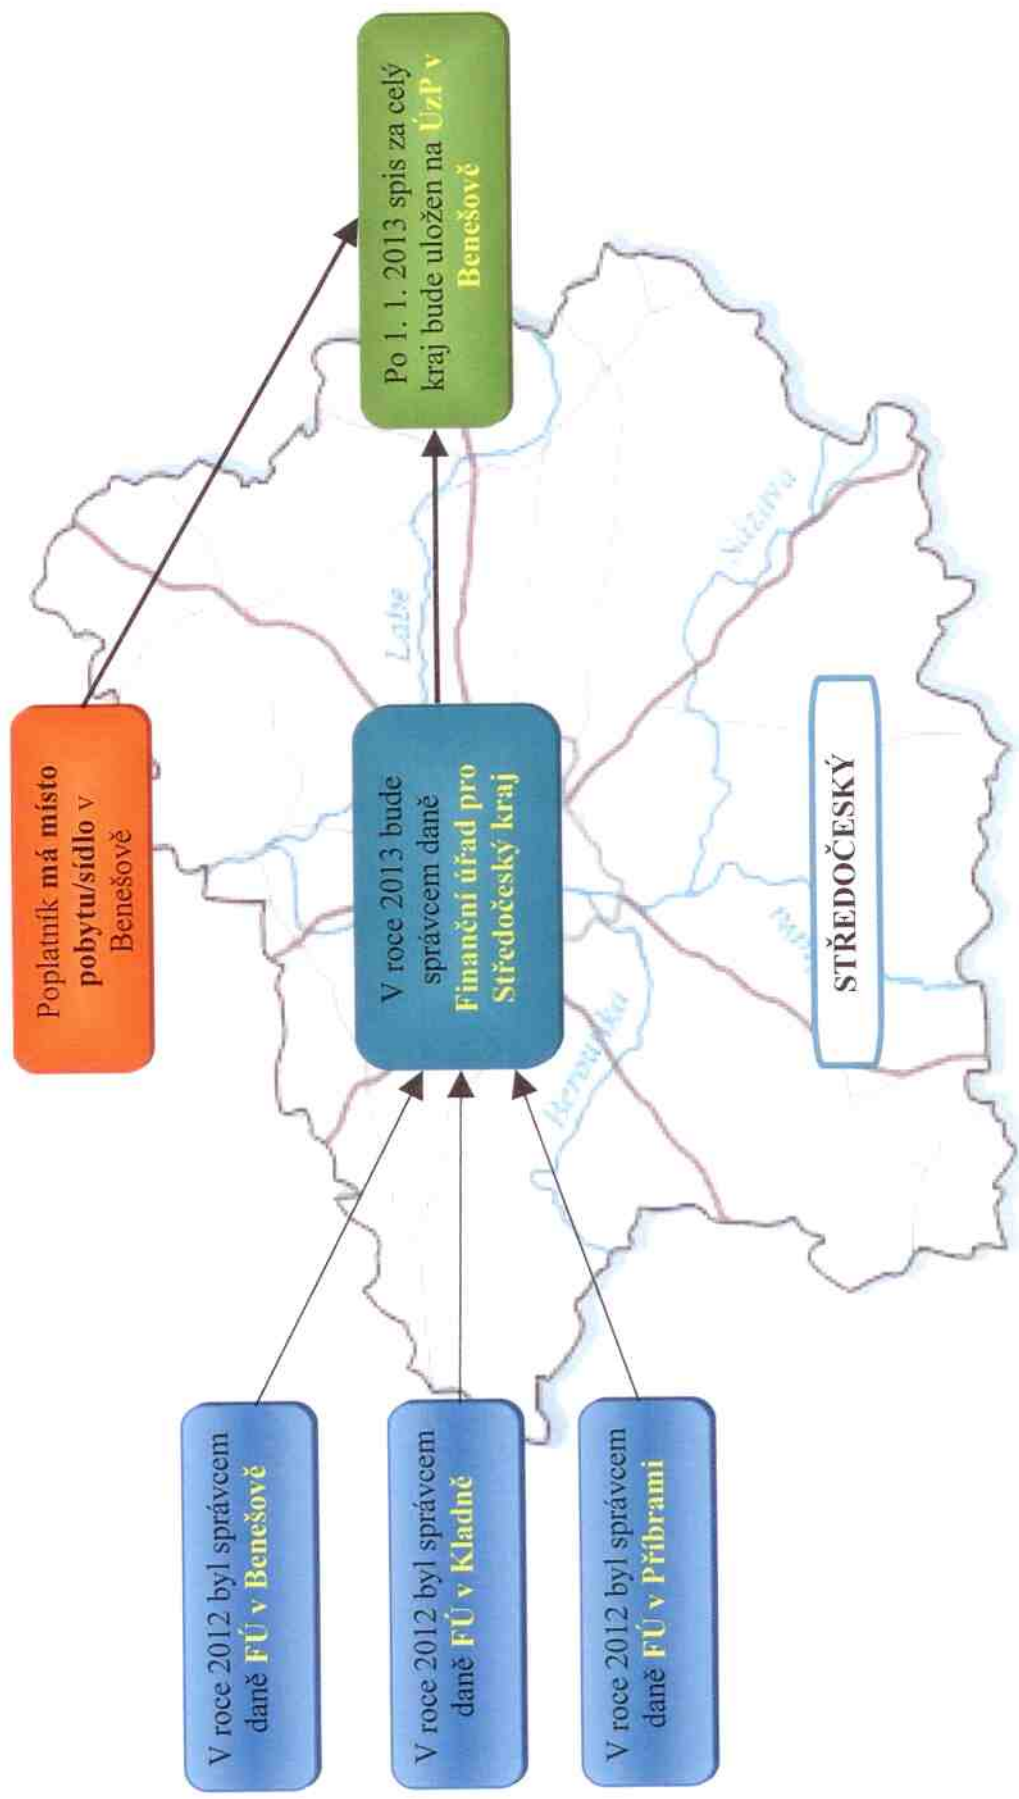 V roce 2012 byl správcem
daně FÚ v Benešově
V roce 2012 byl správcem
daně FÚ v Kladně
V roce 2012 byl správcem
daně FÚ v Příbrami
Poplatník má místo
pobytu/sídlo v
Benešově
V roce 2013 bude
správcem daně
Finanční úřad pro
Středočeský kraj
Berounka
STŘEDOČESKÝ
Labe
Sázava
Po 1. 1. 2013 spis za celý
kraj bude uložen na ÚzP v
Benešově